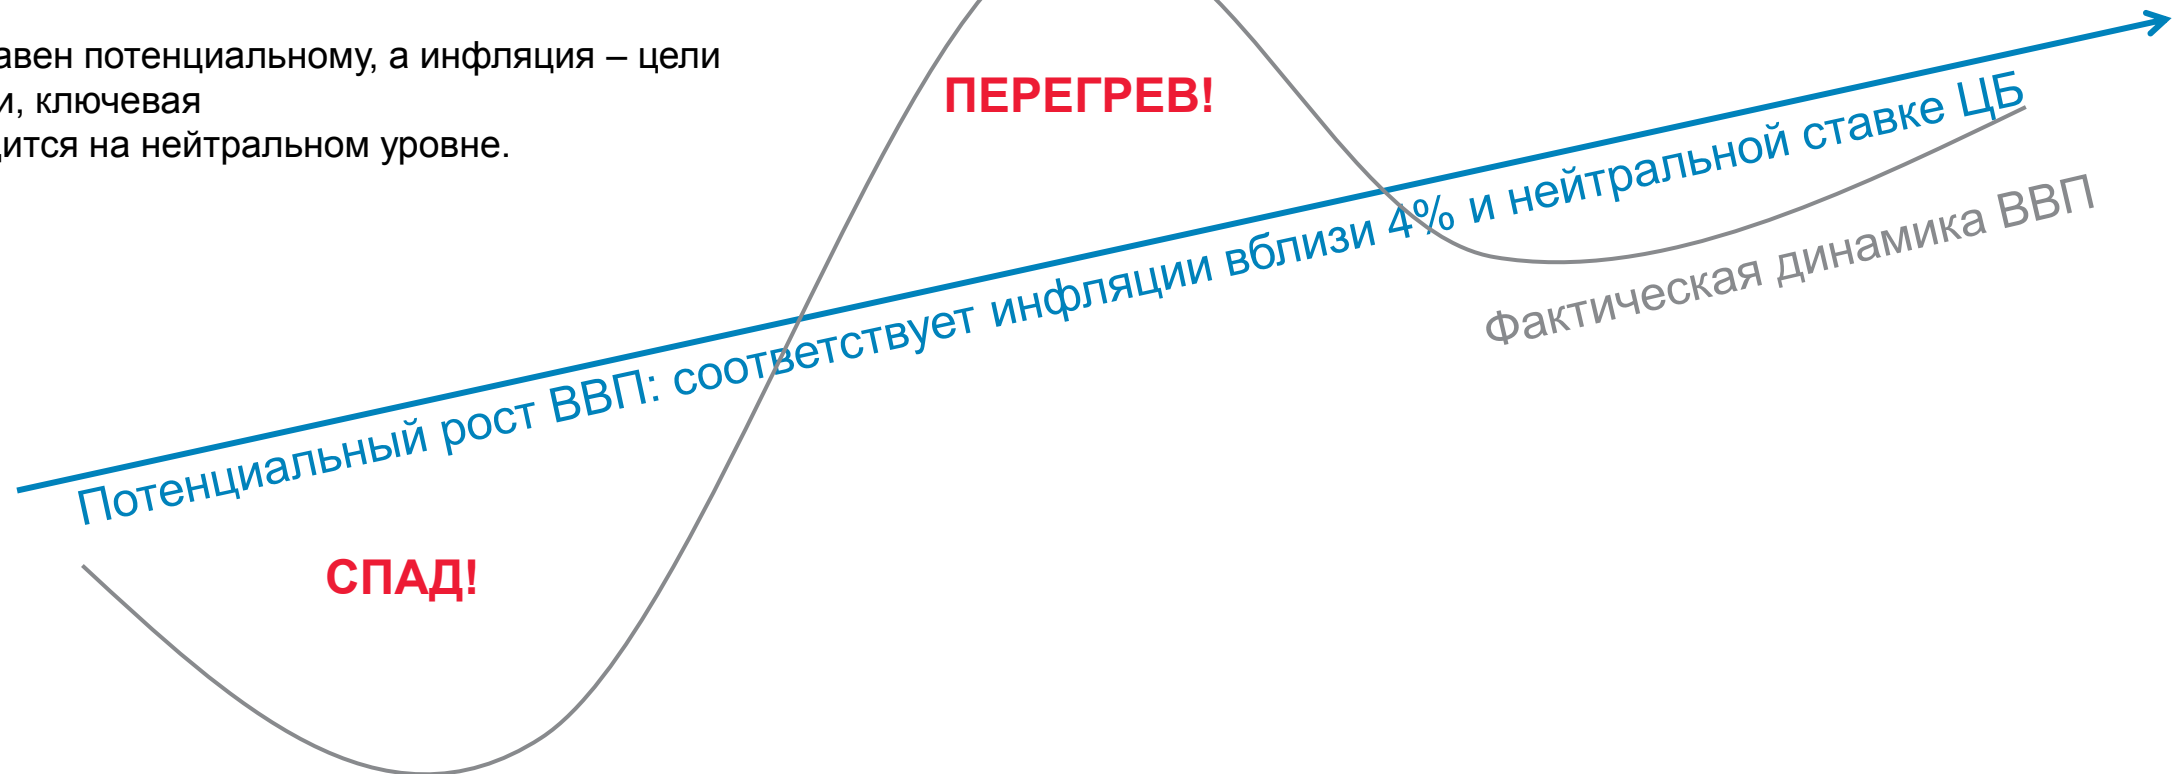 авен потенциальному, а инфляция – цели
и, ключевая
ится на нейтральном уровне.
ПЕРЕГРЕВ!
Потенциальный рост ВВП: соответствует инфляции вблизи 4% и нейтральной ставке ЦБ
Фактическая динамика ВВП
СПАД!